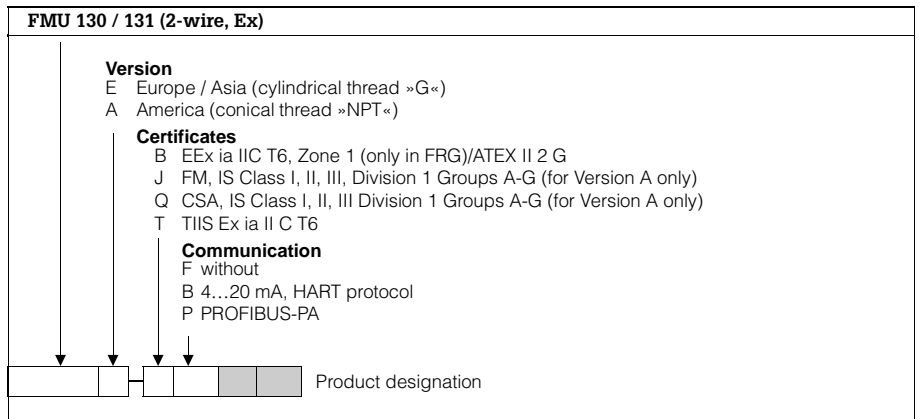 FMU 130 / 131 (2-wire, Ex)
Version
E Europe / Asia (cylindrical thread »G«)
A America (conical thread »NPT«)
Certificates
B EEx ia IIC T6, Zone 1 (only in FRG)/ATEX II 2 G
J FM, IS Class I, II, III, Division 1 Groups A-G (for Version A only)
Q CSA, IS Class I, II, III Division 1 Groups A-G (for Version A only)
T TIIS Ex ia II C T6
Communication
F without
B 4…20 mA, HART protocol
P PROFIBUS-PA
Product designation